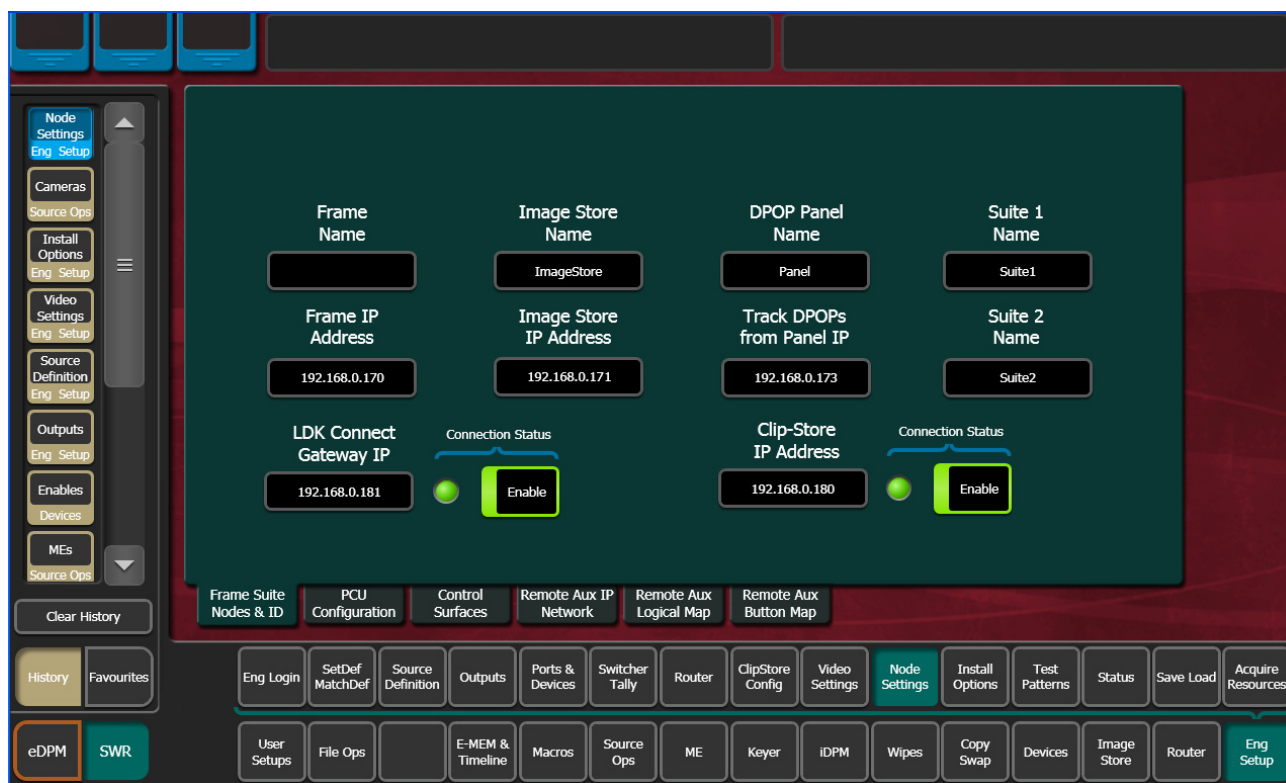 Node
Settings
Eng Setup
Cameras
Source Ops
Install
Options
Eng Setup
Video
Settings
Eng Setup
Source
Definition
Eng Setup
Outputs
Eng Setup
Enables
Devices
MEs
Source Ops
Clear History
History
Favourites
eDPM
SWR
Frame
Name
Image Store
Name
ImageStore
DPOP Panel
Name
Panel
Suite 1
Name
Suite1
Frame IP
Address
192.168.0.170
Image Store
IP Address
192.168.0.171
Track DPOPs
from Panel IP
192.168.0.173
Suite 2
Name
Suite2
LDK Connect
Gateway IP
192.168.0.181
Connection Status
Enable
Clip-Store
IP Address
192.168.0.180
Connection Status
Enable
Frame Suite
Nodes & ID
PCU
Configuration
Control
Surfaces
Remote Aux IP
Network
Remote Aux
Logical Map
Remote Aux
Button Map
Eng Login
SetDef
MatchDef
Source
Definition
Outputs
Ports &
Devices
Switcher
Tally
Router
ClipStore
Config
Video
Settings
Node
Settings
Install
Options
Test
Patterns
Status
Save Load
Acquire
Resources
User
Setups
File Ops
E-MEM &
Timeline
Macros
Source
Ops
ME
Keyer
iDPM
Wipes
Copy
Swap
Devices
Image
Store
Router
Eng
Setup